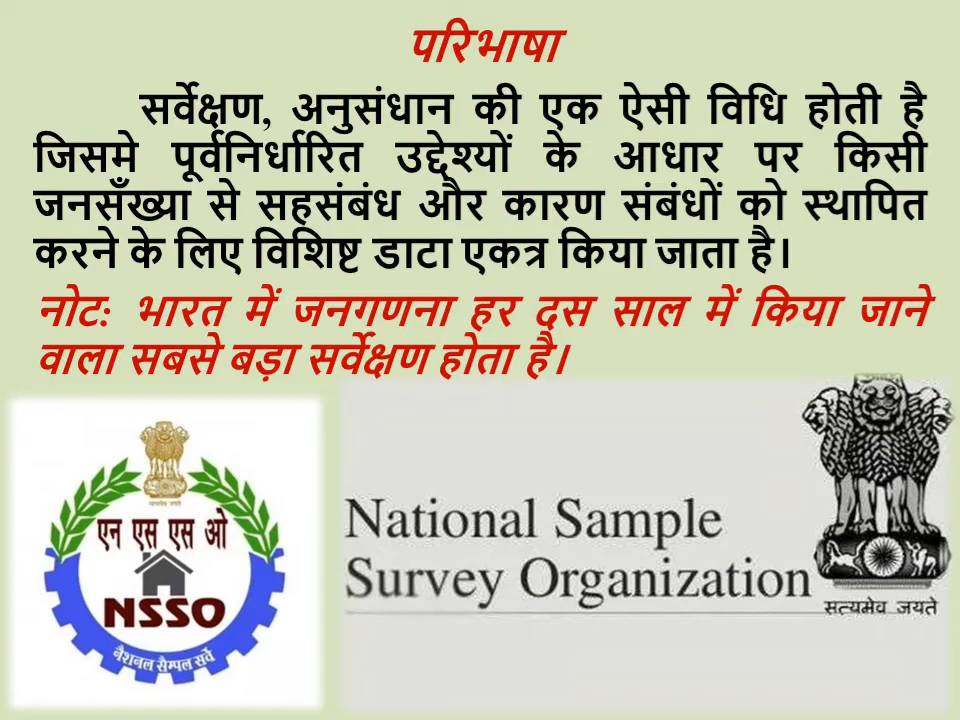 परिभाषा
सर्वेक्षण, अनुसंधान की एक ऐसी विधि होती है
जिसमे पूर्वनिर्धारित उद्देश्यों के आधार पर किसी
जनसँख्या से सहसंबंध और कारण संबंधों को स्थापित
करने के लिए विशिष्ट डाटा एकत्र किया जाता है।
नोट: भारत में जनगणना हर दस साल में किया जाने
वाला सबसे बड़ा सर्वेक्षण होता है।
एन एस एस ओ
NSSO
नैशनल सैम्पल सर्वे
National Sample
Survey Organization
सत्यमेव जयते